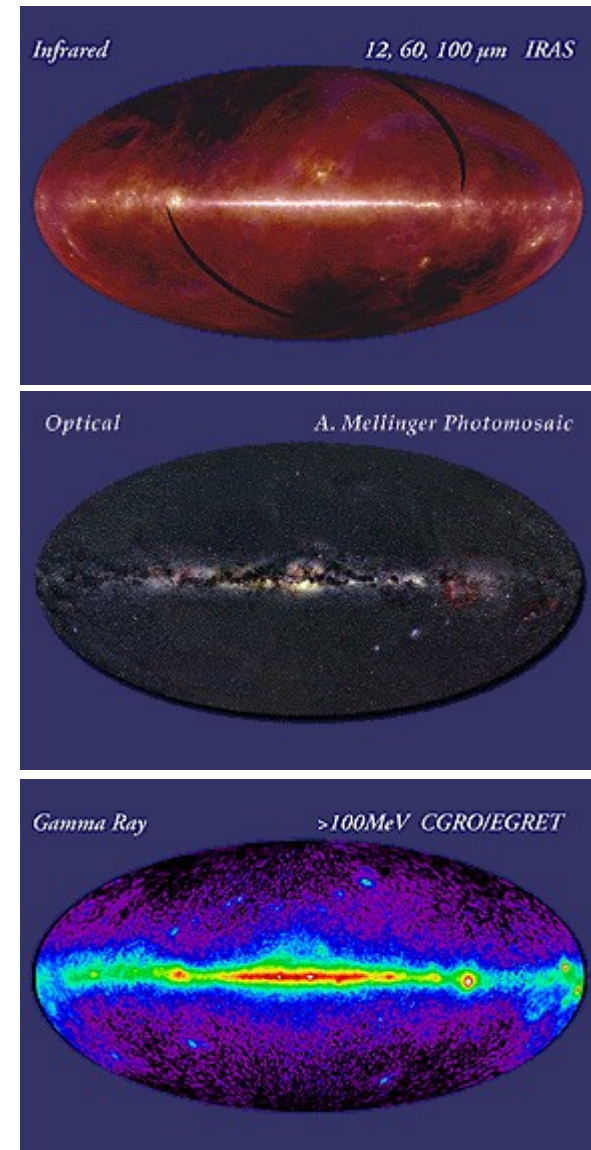 Infrared 12, 60, 100 µm IRAS
Optical A. Mellinger Photomosaic
Gamma Ray >100MeV CGRO/EGRET